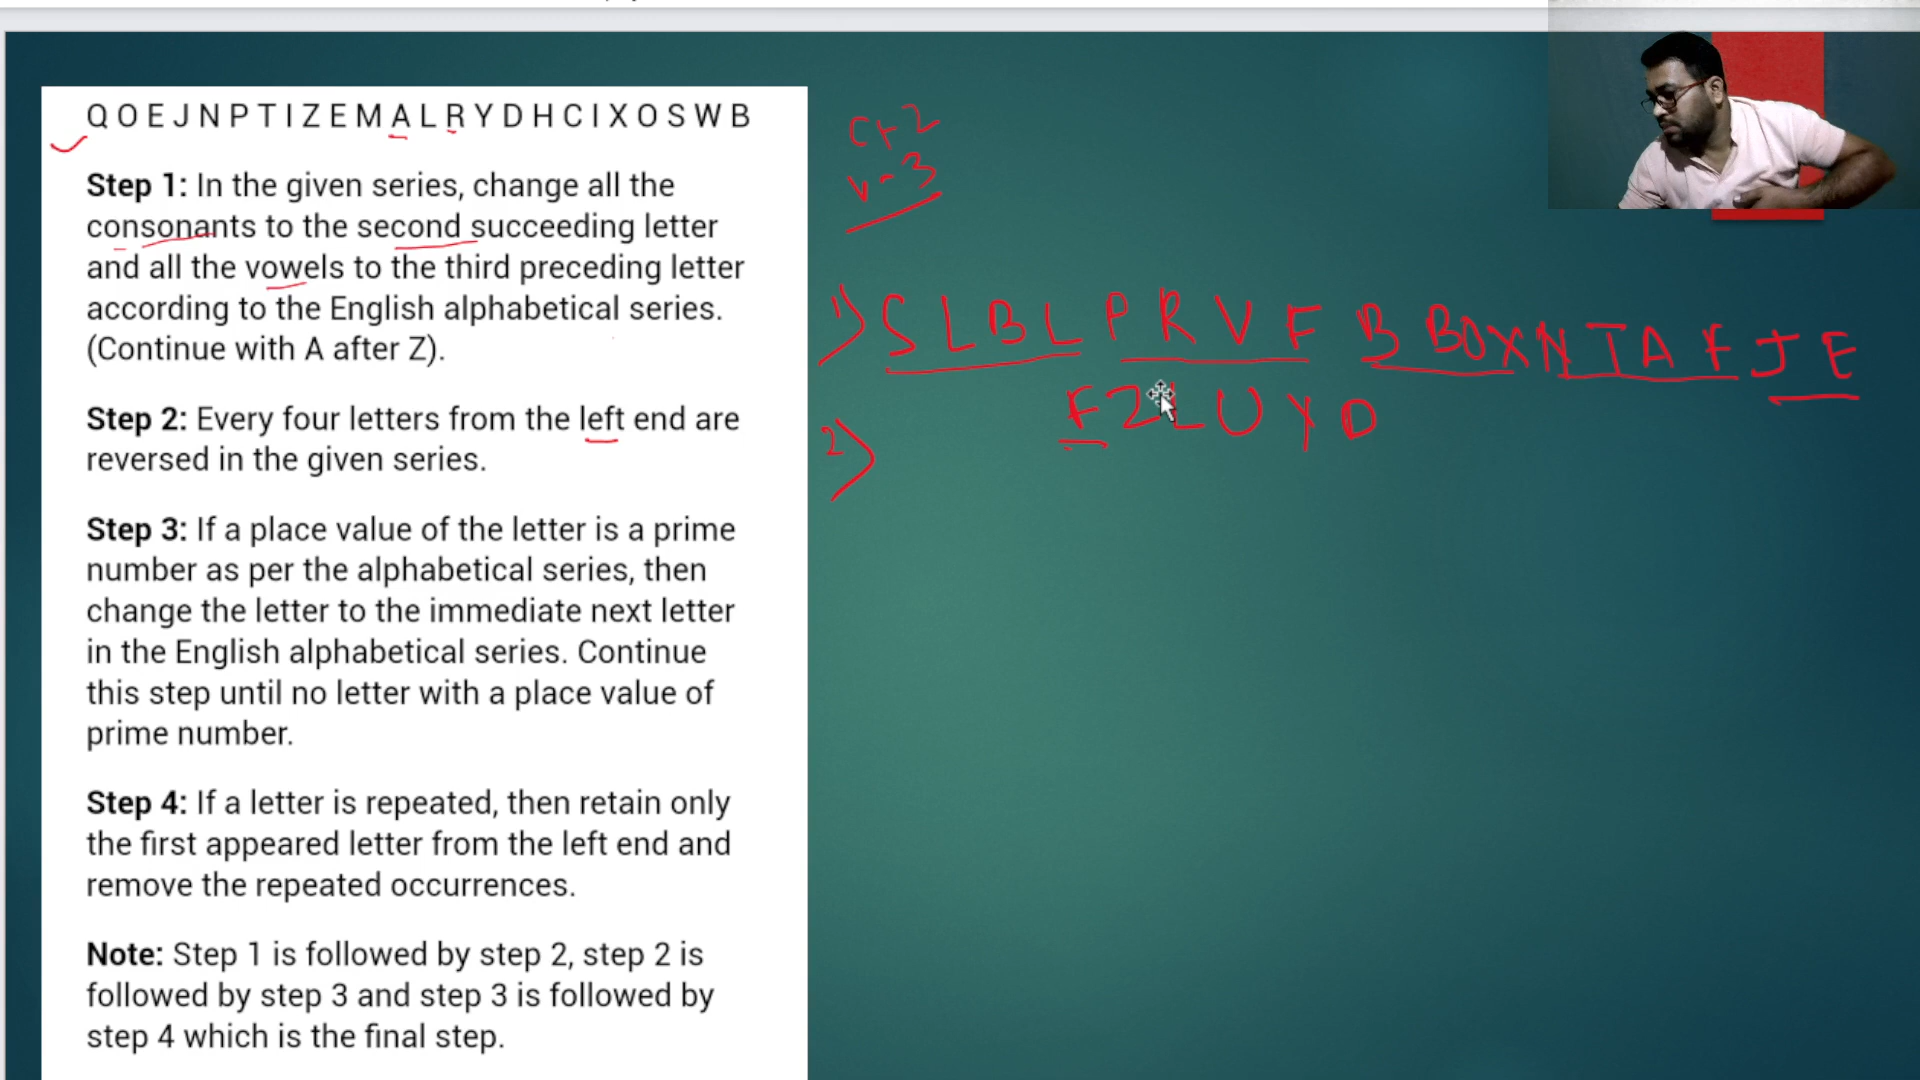 Q O E J N P T I Z E M A L R Y D H C I X O S W B
Step 1: In the given series, change all the
consonants to the second succeeding letter
and all the vowels to the third preceding letter
according to the English alphabetical series.
(Continue with A after Z).
Step 2: Every four letters from the left end are
reversed in the given series.
Step 3: If a place value of the letter is a prime
number as per the alphabetical series, then
change the letter to the immediate next letter
in the English alphabetical series. Continue
this step until no letter with a place value of
prime number.
Step 4: If a letter is repeated, then retain only
the first appeared letter from the left end and
remove the repeated occurrences.
Note: Step 1 is followed by step 2, step 2 is
followed by step 3 and step 3 is followed by
step 4 which is the final step.
C+2
V-3
1) S L B L P R V F B B O X N T A F J E
F Z L U Y D
2)